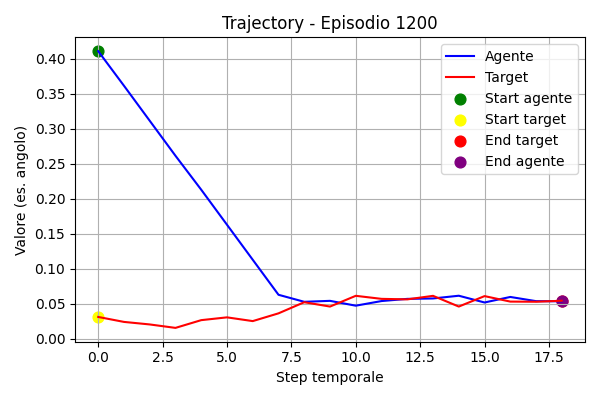 Trajectory - Episodio 1200
Valore (es. angolo)
0.40
0.35
0.30
0.25
0.20
0.15
0.10
0.05
0.00
Agente
Target
Start agente
Start target
End target
End agente
0.0 2.5 5.0 7.5 10.0 12.5 15.0 17.5
Step temporale